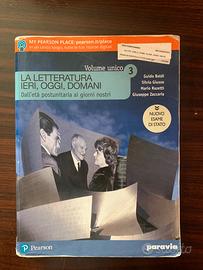 MY PEARSON PLACE: pearson.it/place
Volume unico 3
LA LETTERATURA
IERI, OGGI, DOMANI
Dall'età postunitaria ai giorni nostri
Guido Baldi
Silvia Giusso
Mario Razetti
Giuseppe Zaccaria
NUOVO
ESAME
DI STATO
Pearson
paravia